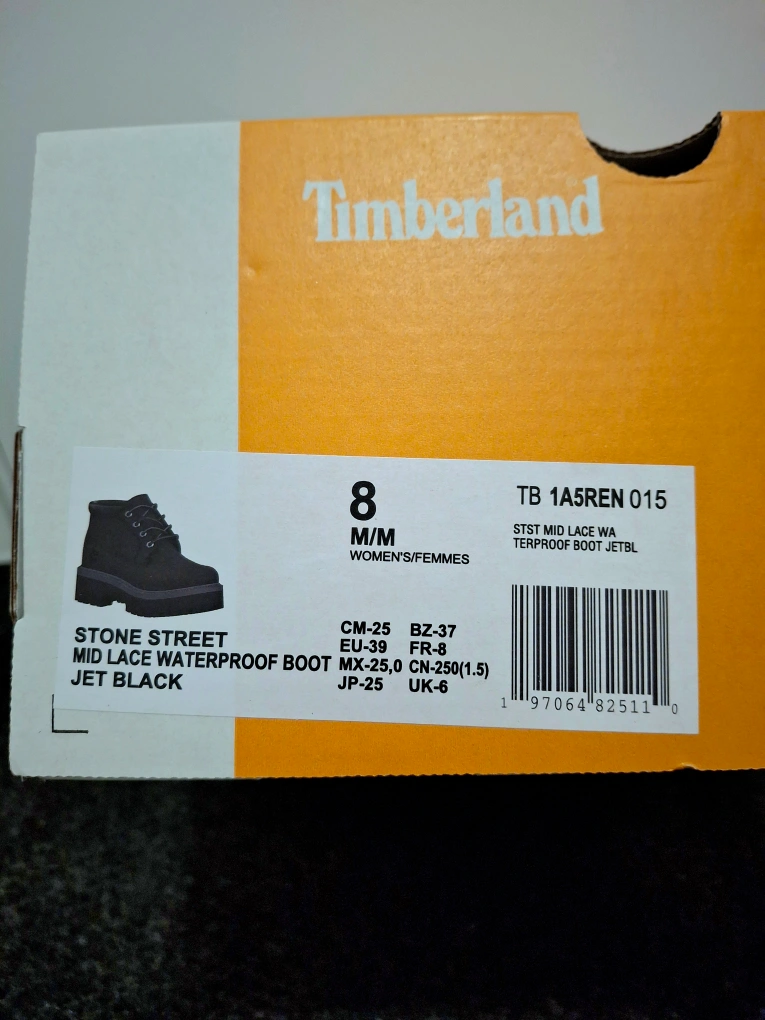 Timberland
8
M/M
WOMEN'S/FEMMES
TB 1A5REN 015
STST MID LACE WA
TERPROOF BOOT JETBL
STONE STREET
MID LACE WATERPROOF BOOT
JET BLACK
CM-25 BZ-37
EU-39 FR-8
MX-25,0 CN-250(1.5)
JP-25 UK-6
1 97064 82511 0